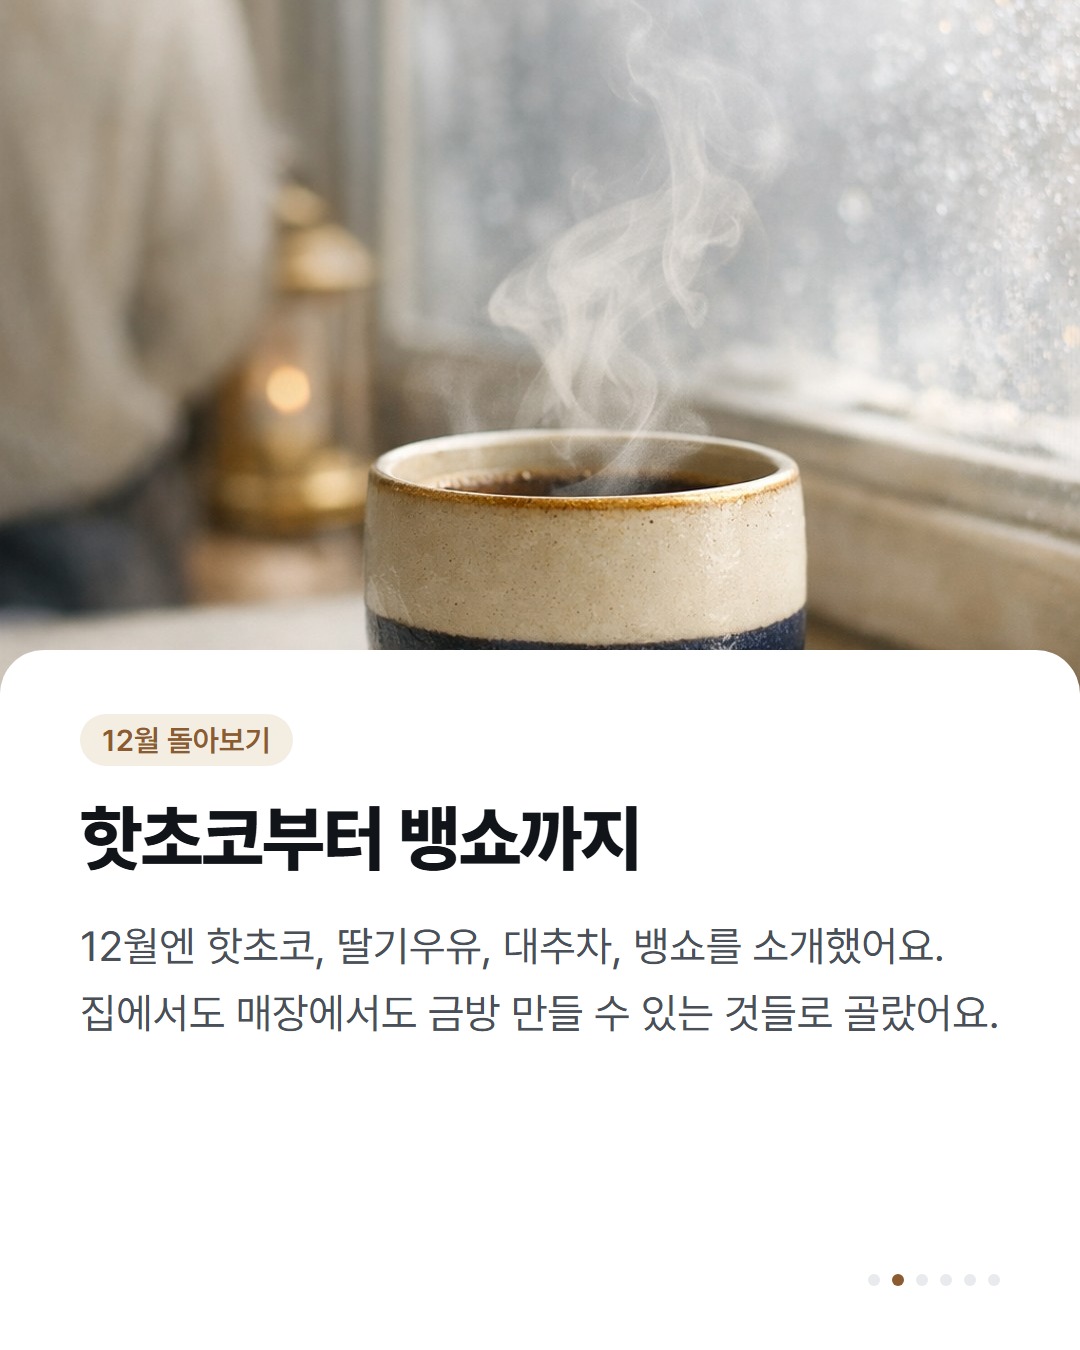 12월 돌아보기
핫초코부터 뱅쇼까지
12월엔 핫초코, 딸기우유, 대추차, 뱅쇼를 소개했어요.
집에서도 매장에서도 금방 만들 수 있는 것들로 골랐어요.